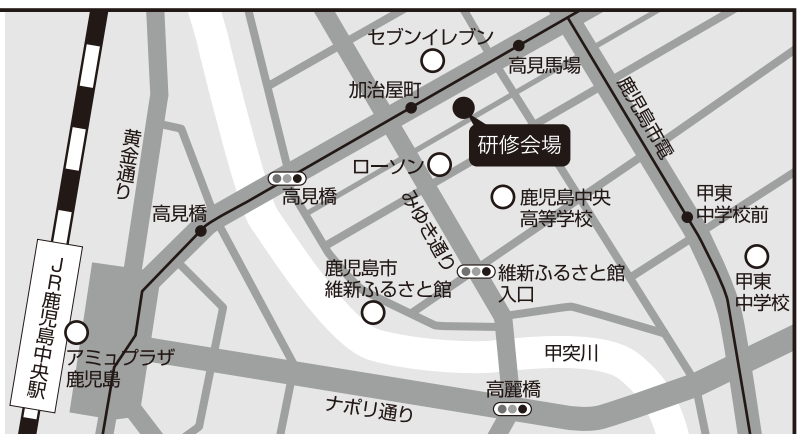 セブンイレブン
高見馬場
加治屋町
鹿児島市電
研修会場
黄金通り
ローソン
高見橋
高見橋
みゆき通り
鹿児島中央
高等学校
甲東
中学校前
JR鹿児島中央駅
鹿児島市
維新ふるさと館
維新ふるさと館
入口
甲東
中学校
アミュプラザ
鹿児島
甲突川
高麗橋
ナポリ通り